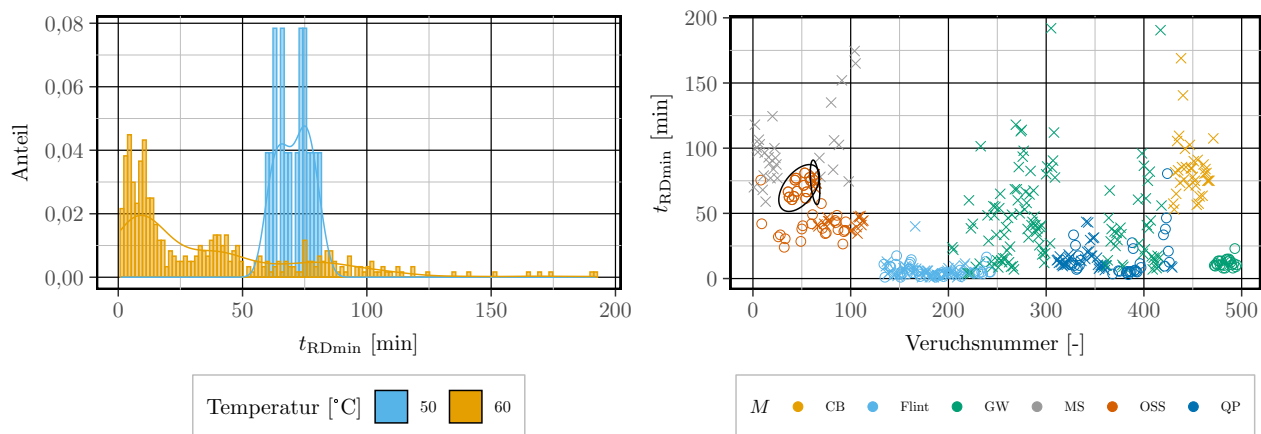 0,08
0,06
0,04
0,02
0,00
Anteil
0 50 100 150 200
tRDmin [min]
Temperatur [°C] 50 60
200
150
100
50
0
tRDmin [min]
0 100 200 300 400 500
Veruchsnummer [-]
M CB Flint GW MS OSS QP